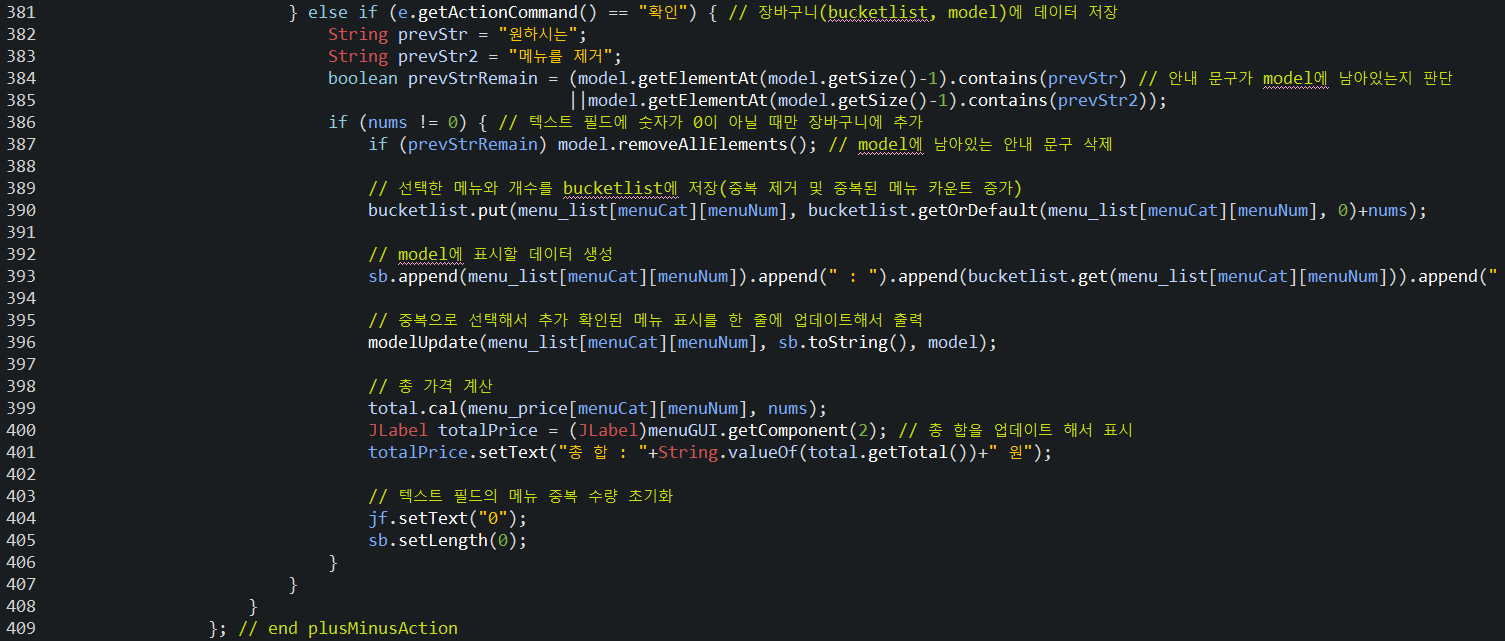 381 } else if (e.getActionCommand() == "확인") { // 장바구니(bucketlist, model)에 데이터 저장
382 String prevStr = "원하시는";
383 String prevStr2 = "메뉴를 제거";
384 boolean prevStrRemain = (model.getElementAt(model.getSize()-1).contains(prevStr) // 안내 문구가 model에 남아있는지 판단
385 ||model.getElementAt(model.getSize()-1).contains(prevStr2));
386 if (nums != 0) { // 텍스트 필드에 숫자가 0이 아닐 때만 장바구니에 추가
387 if (prevStrRemain) model.removeAllElements(); // model에 남아있는 안내 문구 삭제
388
389 // 선택한 메뉴와 개수를 bucketlist에 저장(중복 제거 및 중복된 메뉴 카운트 증가)
390 bucketlist.put(menu_list[menuCat][menuNum], bucketlist.getOrDefault(menu_list[menuCat][menuNum], 0)+nums);
391
392 // model에 표시할 데이터 생성
393 sb.append(menu_list[menuCat][menuNum]).append(" : ").append(bucketlist.get(menu_list[menuCat][menuNum])).append("
394
395 // 중복으로 선택해서 추가 확인된 메뉴 표시를 한 줄에 업데이트해서 출력
396 modelUpdate(menu_list[menuCat][menuNum], sb.toString(), model);
397
398 // 총 가격 계산
399 total.cal(menu_price[menuCat][menuNum], nums);
400 JLabel totalPrice = (JLabel)menuGUI.getComponent(2); // 총 합을 업데이트 해서 표시
401 totalPrice.setText("총 합 : "+String.valueOf(total.getTotal())+" 원");
402
403 // 텍스트 필드의 메뉴 중복 수량 초기화
404 jf.setText("0");
405 sb.setLength(0);
406 }
407 }
408 }
409 }; // end plusMinusAction